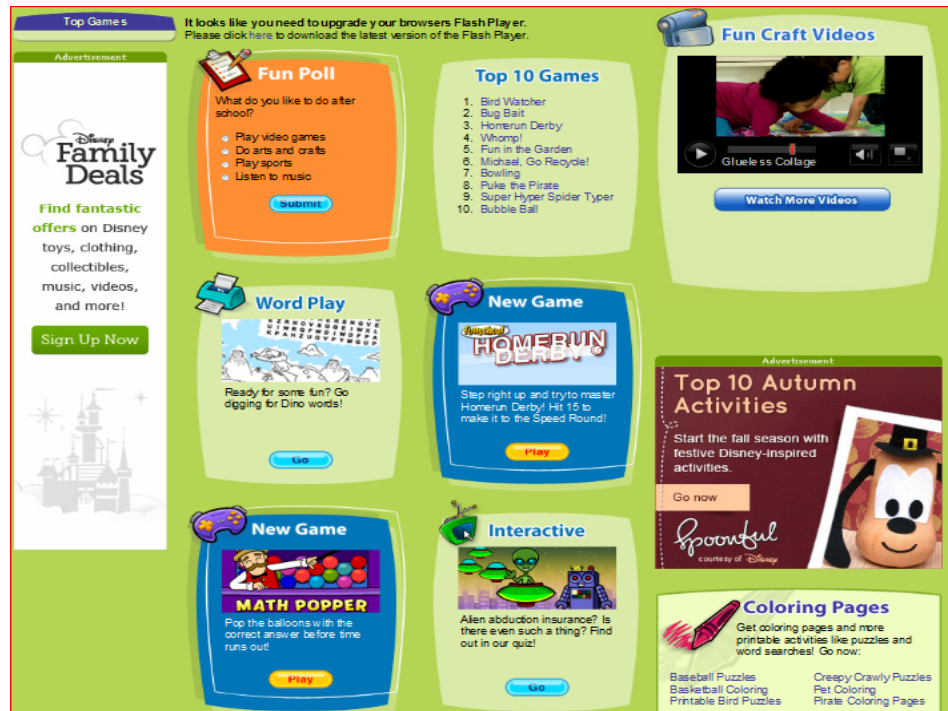 Top Games
Advertisement
Disney
Family
Deals
Find fantastic
offers on Disney
toys, clothing,
collectibles,
music, videos,
and more!
Sign Up Now
It looks like you need to upgrade your browsers Flash Player.
Please click here to download the latest version of the Flash Player.
Fun Poll
What do you like to do after
school?
Play video games
Do arts and crafts
Play sports
Listen to music
Submit
Top 10 Games
1. Bird Watcher
2. Bug Bait
3. Homerun Derby
4. Whomp!
5. Fun in the Garden
6. Michael, Go Recycle!
7. Bowling
8. Puke the Pirate
9. Super Hyper Spider Typer
10. Bubble Ball
Fun Craft Videos
Glueless Collage
Watch More Videos
Word Play
Ready for some fun? Go
digging for Dino words!
Go
New Game
HOMERUN
DERBY
Step right up and try to master
Homerun Derby! Hit 15 to
make it to the Speed Round!
Play
Advertisement
Top 10 Autumn
Activities
Start the fall season with
festive Disney-inspired
activities.
Go now
Spoonful
courtesy of Disney
New Game
MATH POPPER
Pop the balloons with the
correct answer before time
runs out!
Play
Interactive
Alien abduction insurance? Is
there even such a thing? Find
out in our quiz!
Go
Coloring Pages
Get coloring pages and more
printable activities like puzzles and
word searches! Go now:
Baseball Puzzles
Basketball Coloring
Printable Bird Puzzles
Creepy Crawly Puzzles
Pet Coloring
Pirate Coloring Pages